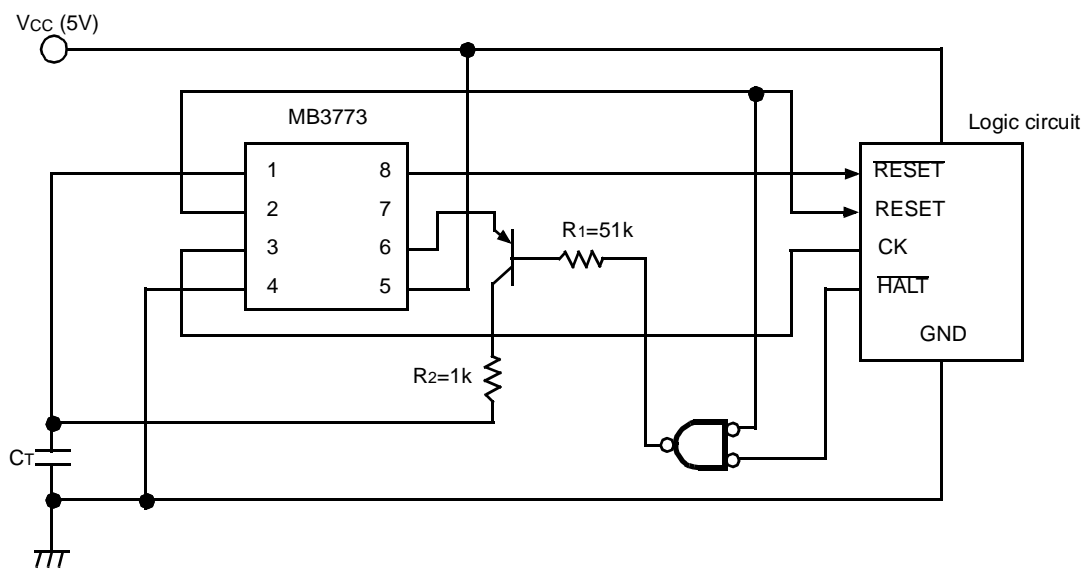 VCC (5V)
MB3773
Logic circuit
1 8
2 7
3 6
4 5
R1=51k
R2=1k
RESET
RESET
CK
HALT
GND
CT